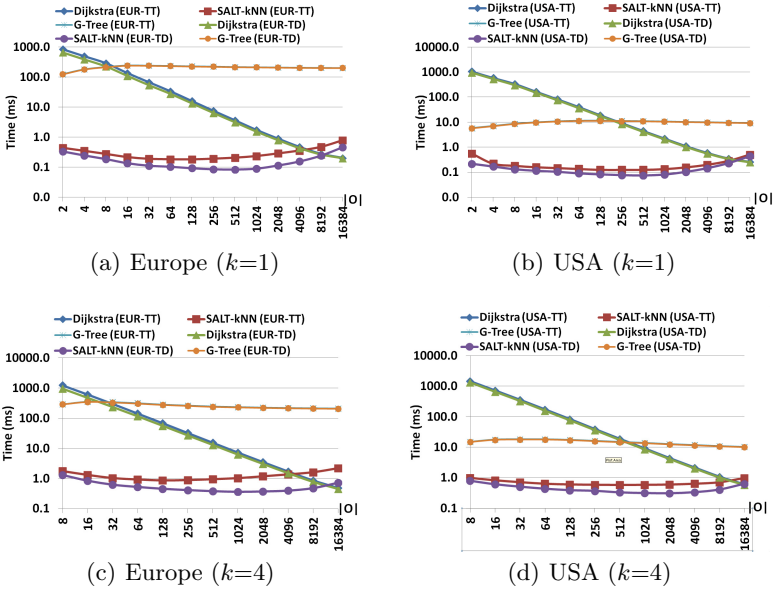 Dijkstra (EUR-TT) SALT-kNN (EUR-TT)
G-Tree (EUR-TT) Dijkstra (EUR-TD)
SALT-kNN (EUR-TD) G-Tree (EUR-TD)
1000.0
100.0
10.0
1.0
0.1
0.0
Time (ms)
2 4 8 16 32 64 128 256 512 1024 2048 4096 8192 16384
|O|
(a) Europe (k=1)
Dijkstra (USA-TT) SALT-kNN (USA-TT)
G-Tree (USA-TT) Dijkstra (USA-TD)
SALT-kNN (USA-TD) G-Tree (USA-TD)
10000.0
1000.0
100.0
10.0
1.0
0.1
0.0
Time (ms)
2 4 8 16 32 64 128 256 512 1024 2048 4096 8192 16384
|O|
(b) USA (k=1)
Dijkstra (EUR-TT) SALT-kNN (EUR-TT)
G-Tree (EUR-TT) Dijkstra (EUR-TD)
SALT-kNN (EUR-TD) G-Tree (EUR-TD)
10000.0
1000.0
100.0
10.0
1.0
0.1
Time (ms)
8 16 32 64 128 256 512 1024 2048 4096 8192 16384
|O|
(c) Europe (k=4)
Dijkstra (USA-TT) SALT-kNN (USA-TT)
G-Tree (USA-TT) Dijkstra (USA-TD)
SALT-kNN (USA-TD) G-Tree (USA-TD)
10000.0
1000.0
100.0
10.0
1.0
0.1
Time (ms)
8 16 32 64 128 256 512 1024 2048 4096 8192 16384
|O|
(d) USA (k=4)